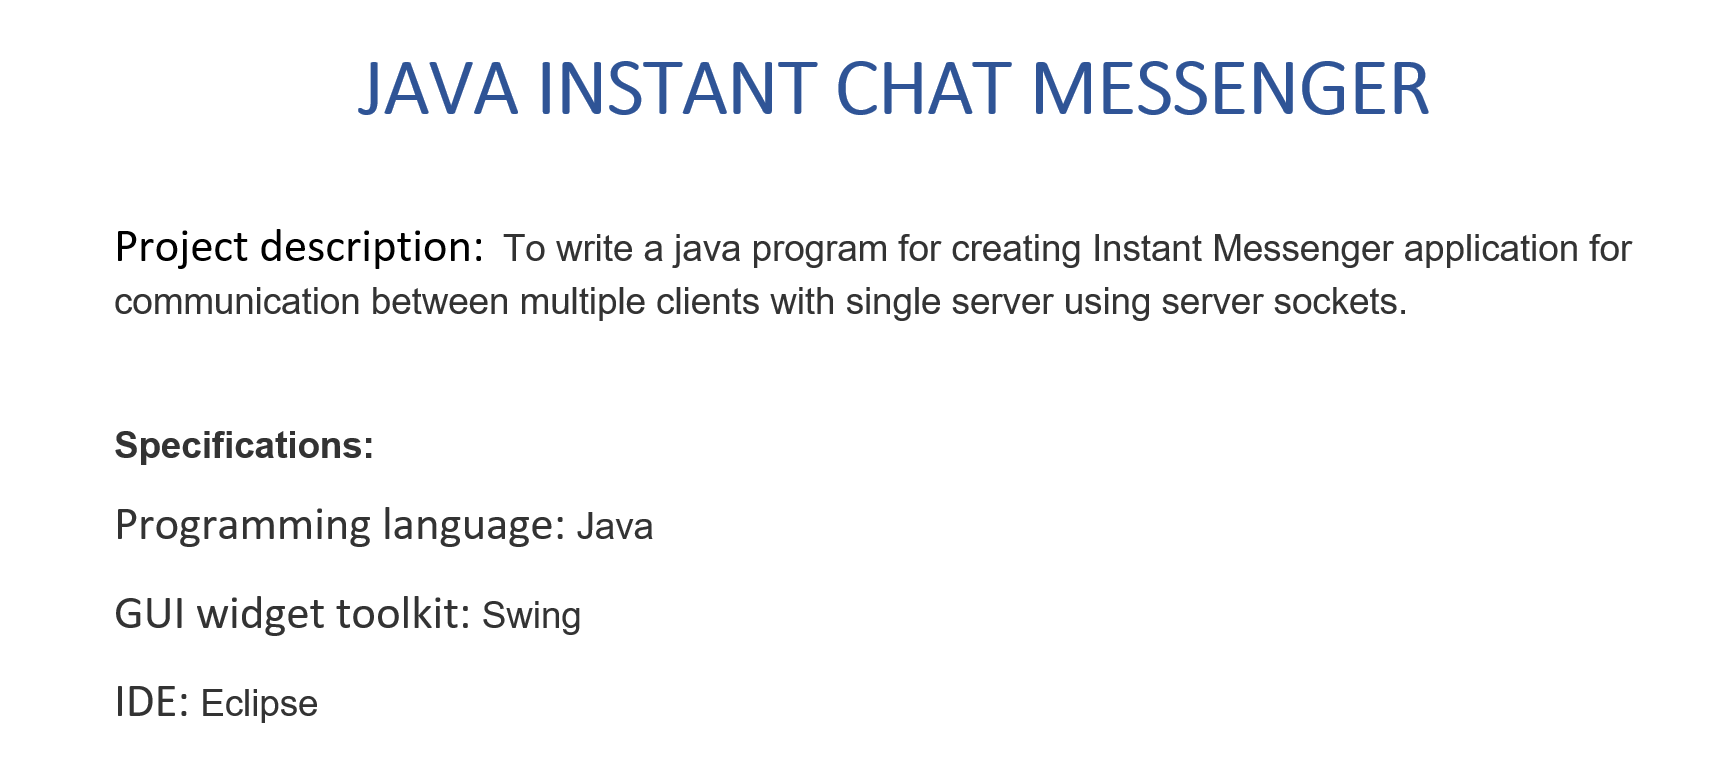 JAVA INSTANT CHAT MESSENGER
Project description: To write a java program for creating Instant Messenger application for
communication between multiple clients with single server using server sockets.
Specifications:
Programming language: Java
GUI widget toolkit: Swing
IDE: Eclipse